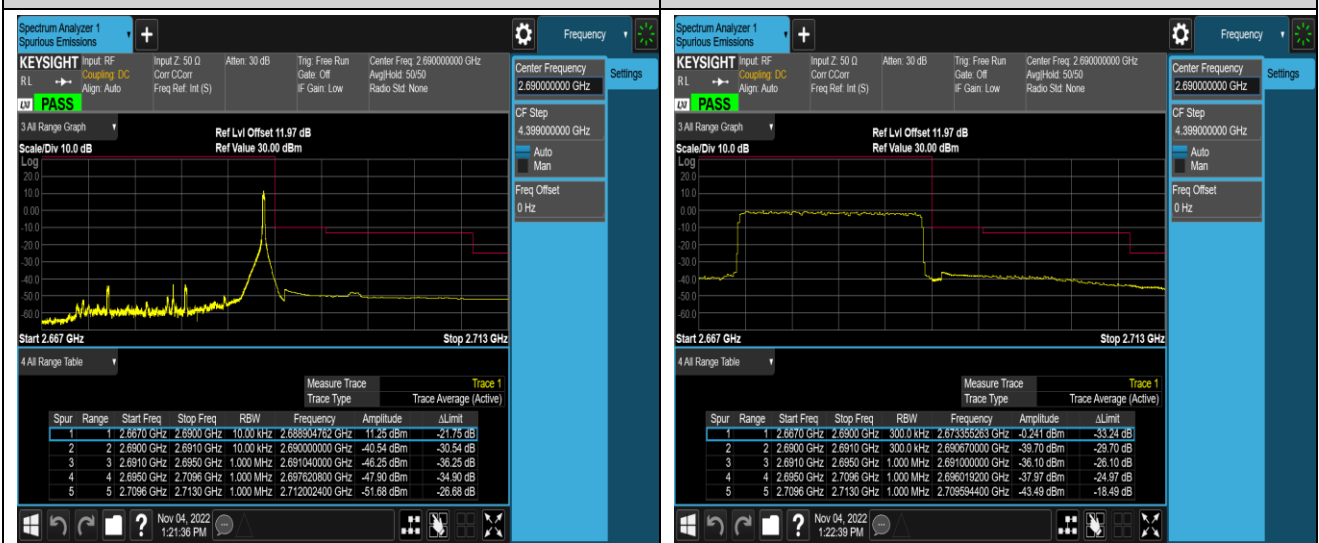 Spectrum Analyzer 1
Spurious Emissions
+
Frequency
KEYSIGHT Input: RF Input Z: 50 Ω Atten: 30 dB Trig: Free Run Center Freq: 2.690000000 GHz
RL Coupling: DC Corr CCorr Gate: Off Avg|Hold: 50/50
Align: Auto Freq Ref: Int (S) IF Gain: Low Radio Std: None
LXI PASS
Center Frequency
2.690000000 GHz
Settings
CF Step
4.399000000 GHz
Auto
Man
Freq Offset
0 Hz
3 All Range Graph
Ref Lvl Offset 11.97 dB
Scale/Div 10.0 dB Ref Value 30.00 dBm
Log
20.0
10.0
0.00
-10.0
-20.0
-30.0
-40.0
-50.0
-60.0
Start 2.667 GHz Stop 2.713 GHz
4 All Range Table
Measure Trace Trace 1
Trace Type Trace Average (Active)
Spur Range Start Freq Stop Freq RBW Frequency Amplitude ΔLimit
1 1 2.6670 GHz 2.6900 GHz 10.00 kHz 2.688904762 GHz 11.25 dBm -21.75 dB
2 2 2.6900 GHz 2.6910 GHz 10.00 kHz 2.690000000 GHz -40.54 dBm -30.54 dB
3 3 2.6910 GHz 2.6950 GHz 1.000 MHz 2.691040000 GHz -46.25 dBm -36.25 dB
4 4 2.6950 GHz 2.7096 GHz 1.000 MHz 2.697620800 GHz -47.90 dBm -34.90 dB
5 5 2.7096 GHz 2.7130 GHz 1.000 MHz 2.712002400 GHz -51.68 dBm -26.68 dB
?
Nov 04, 2022
1:21:36 PM
Spectrum Analyzer 1
Spurious Emissions
+
Frequency
KEYSIGHT Input: RF Input Z: 50 Ω Atten: 30 dB Trig: Free Run Center Freq: 2.690000000 GHz
RL Coupling: DC Corr CCorr Gate: Off Avg|Hold: 50/50
Align: Auto Freq Ref: Int (S) IF Gain: Low Radio Std: None
LXI PASS
Center Frequency
2.690000000 GHz
Settings
CF Step
4.399000000 GHz
Auto
Man
Freq Offset
0 Hz
3 All Range Graph
Ref Lvl Offset 11.97 dB
Scale/Div 10.0 dB Ref Value 30.00 dBm
Log
20.0
10.0
0.00
-10.0
-20.0
-30.0
-40.0
-50.0
-60.0
Start 2.667 GHz Stop 2.713 GHz
4 All Range Table
Measure Trace Trace 1
Trace Type Trace Average (Active)
Spur Range Start Freq Stop Freq RBW Frequency Amplitude ΔLimit
1 1 2.6670 GHz 2.6900 GHz 300.0 kHz 2.673355263 GHz -0.241 dBm -33.24 dB
2 2 2.6900 GHz 2.6910 GHz 300.0 kHz 2.690670000 GHz -39.70 dBm -29.70 dB
3 3 2.6910 GHz 2.6950 GHz 1.000 MHz 2.691000000 GHz -36.10 dBm -26.10 dB
4 4 2.6950 GHz 2.7096 GHz 1.000 MHz 2.696019200 GHz -37.97 dBm -24.97 dB
5 5 2.7096 GHz 2.7130 GHz 1.000 MHz 2.709594400 GHz -43.49 dBm -18.49 dB
?
Nov 04, 2022
1:22:39 PM